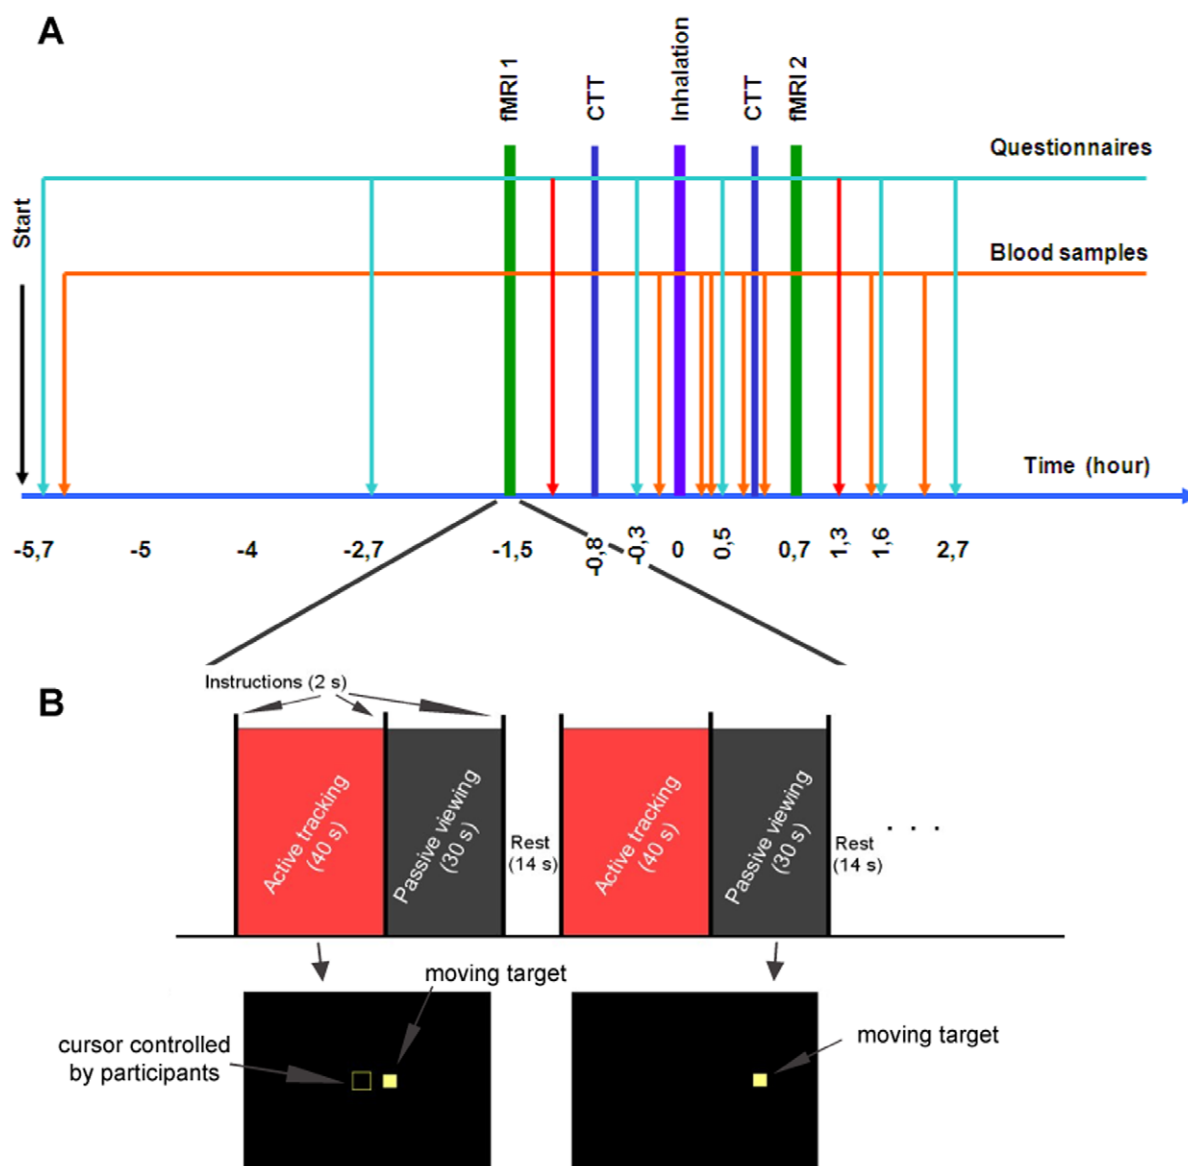 A
fMRI 1
CTT
Inhalation
CTT
fMRI 2
Questionnaires
Start
Blood samples
Time (hour)
-5,7
-5
-4
-2,7
-1,5
-0,8
-0,3
0
0,5
0,7
1,3
1,6
2,7
B
Instructions (2 s)
Active tracking
(40 s)
Passive viewing
(30 s)
Rest
(14 s)
Active tracking
(40 s)
Passive viewing
(30 s)
Rest
(14 s)
. . .
moving target
cursor controlled
by participants
moving target